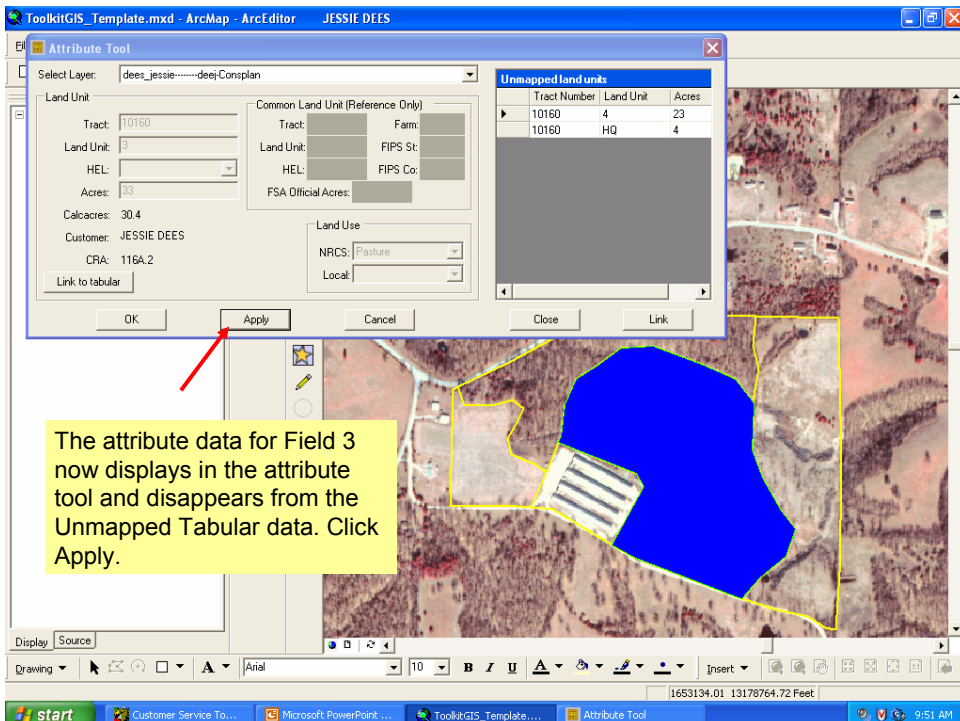 ToolkitGIS_Template.mxd - ArcMap - ArcEditor JESSIE DEES
Attribute Tool
Select Layer: dees_jessie--------deej-Consplan
Land Unit
Tract: 10160
Land Unit: 3
HEL:
Acres: 33
Calcacres: 30.4
Customer: JESSIE DEES
CRA: 116A.2
Link to tabular
Common Land Unit (Reference Only)
Tract: Farm:
Land Unit: FIPS St:
HEL: FIPS Co:
FSA Official Acres:
Land Use
NRCS: Pasture
Local:
OK Apply Cancel
Unmapped land units
Tract Number Land Unit Acres
10160 4 23
10160 HQ 4
Close Link
The attribute data for Field 3
now displays in the attribute
tool and disappears from the
Unmapped Tabular data. Click
Apply.
Display Source
Drawing A Arial 10 B I U A Insert
1653134.01 13178764.72 Feet
start Customer Service To... Microsoft PowerPoint ... ToolkitGIS_Template.... Attribute Tool 9:51 AM